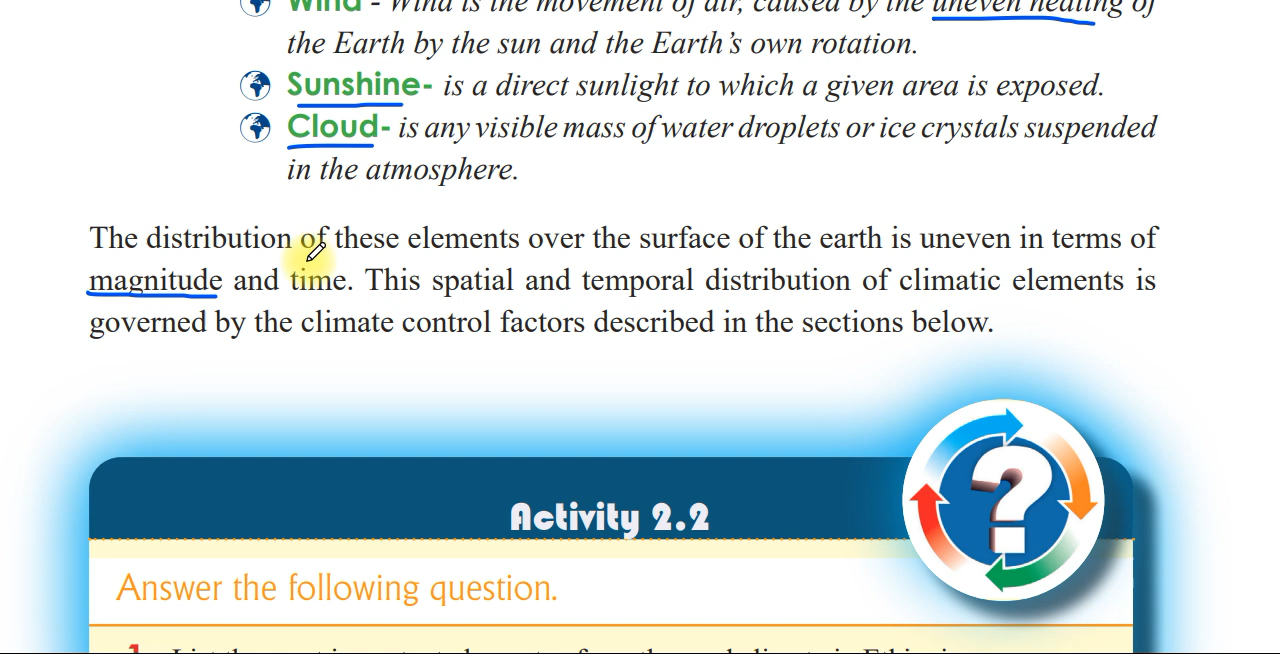 Wind - Wind is the movement of air, caused by the uneven heating of
the Earth by the sun and the Earth's own rotation.
Sunshine- is a direct sunlight to which a given area is exposed.
Cloud- is any visible mass of water droplets or ice crystals suspended
in the atmosphere.
The distribution of these elements over the surface of the earth is uneven in terms of
magnitude and time. This spatial and temporal distribution of climatic elements is
governed by the climate control factors described in the sections below.
?
Activity 2.2
Answer the following question.